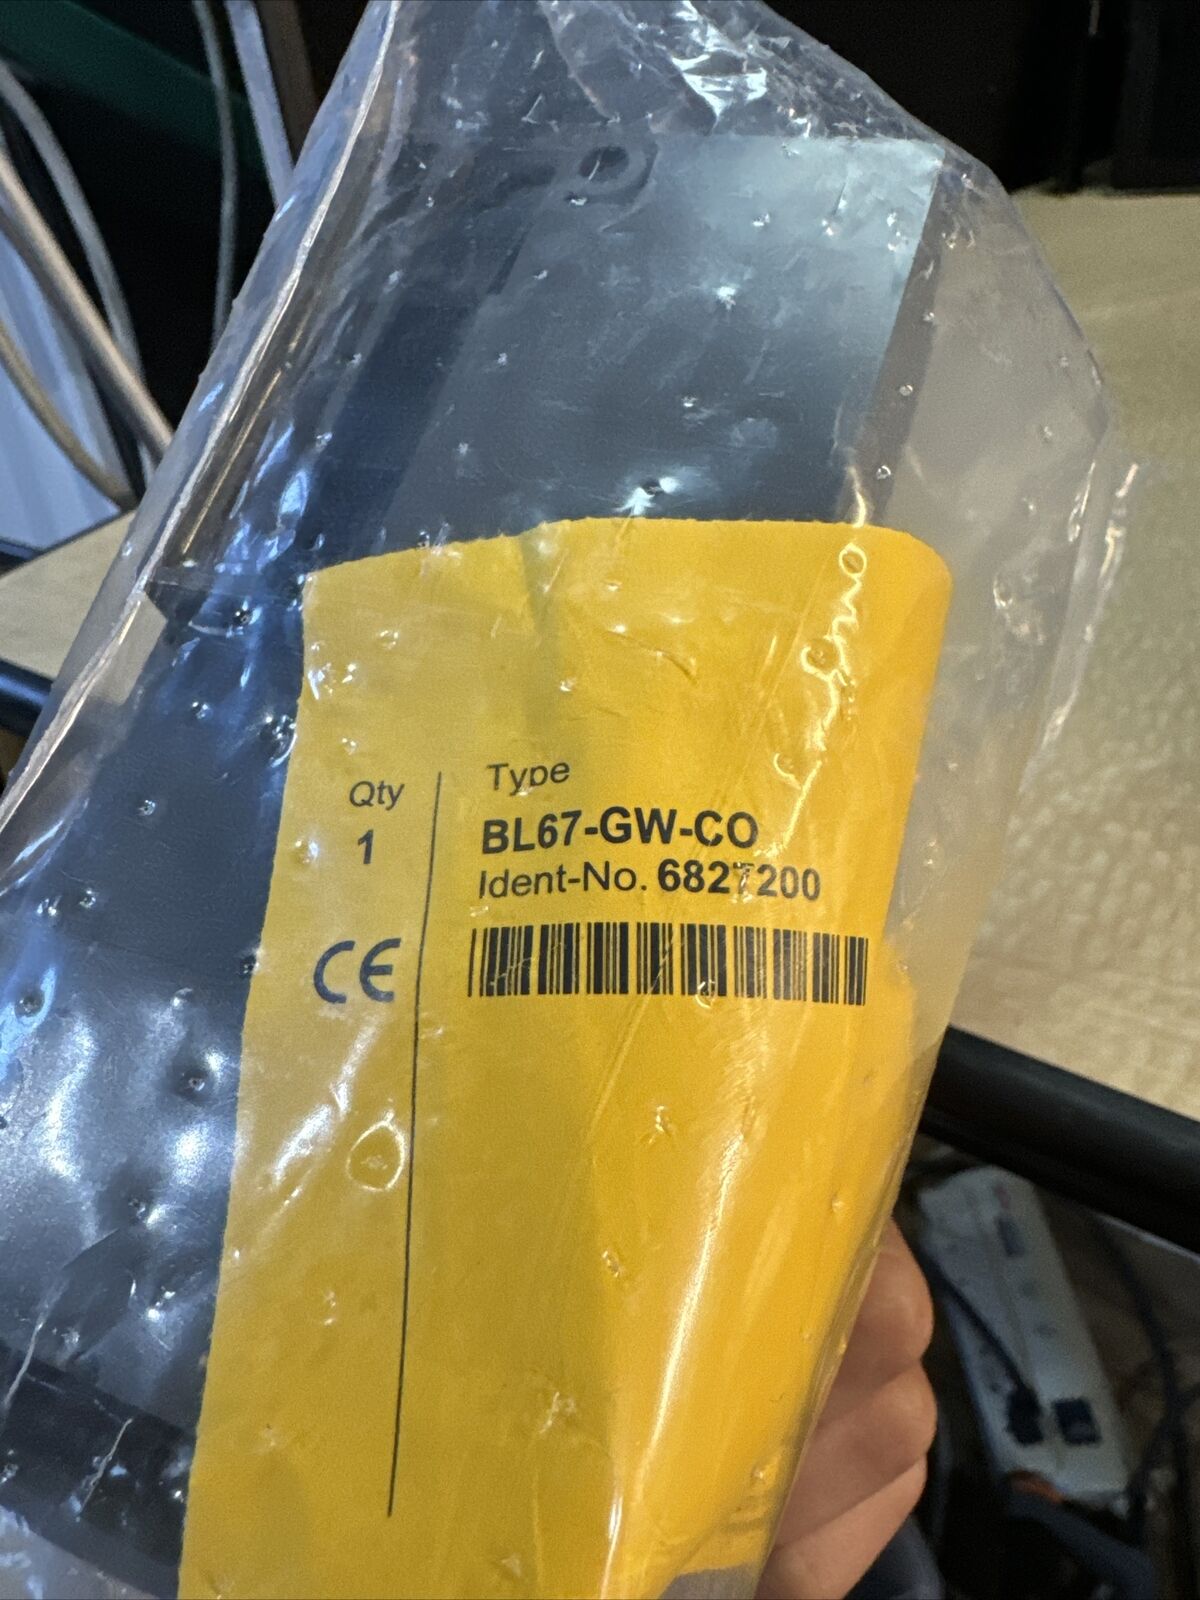 Qty
1
Type
BL67-GW-CO
Ident-No. 6827200
CE